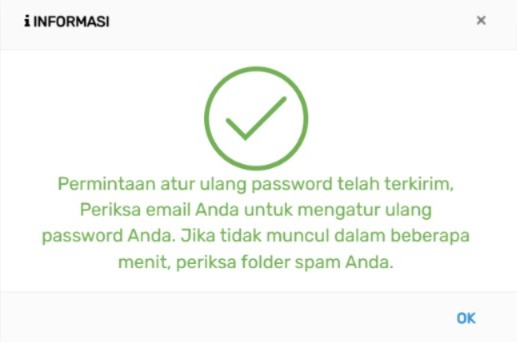 i INFORMASI
×
Permintaan atur ulang password telah terkirim,
Periksa email Anda untuk mengatur ulang
password Anda. Jika tidak muncul dalam beberapa
menit, periksa folder spam Anda.
OK